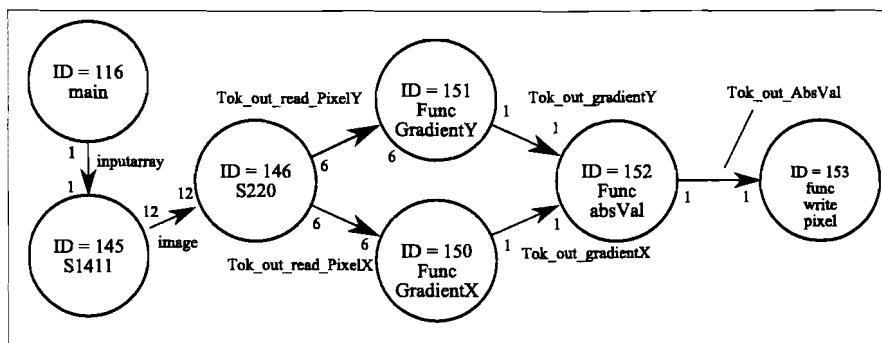 ID = 116
main
1
inputarray
1
ID = 145
S1411
12
image
12
ID = 146
S220
6
Tok_out_read_PixelY
6
ID = 151
Func
GradientY
6
Tok_out_read_PixelX
6
ID = 150
Func
GradientX
1
Tok_out_gradientY
1
1
Tok_out_gradientX
1
ID = 152
Func
absVal
1
Tok_out_AbsVal
1
ID = 153
func
write
pixel